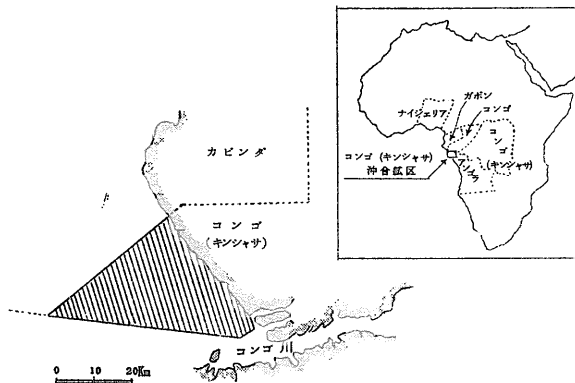 カビンダ
コンゴ
(キンシャサ)
コンゴ川
0 10 20Km
ナイジェリア
ガボン
コンゴ
コンゴ
(キンシャサ)
アンゴラ
コンゴ (キンシャサ)
沖合鉱区